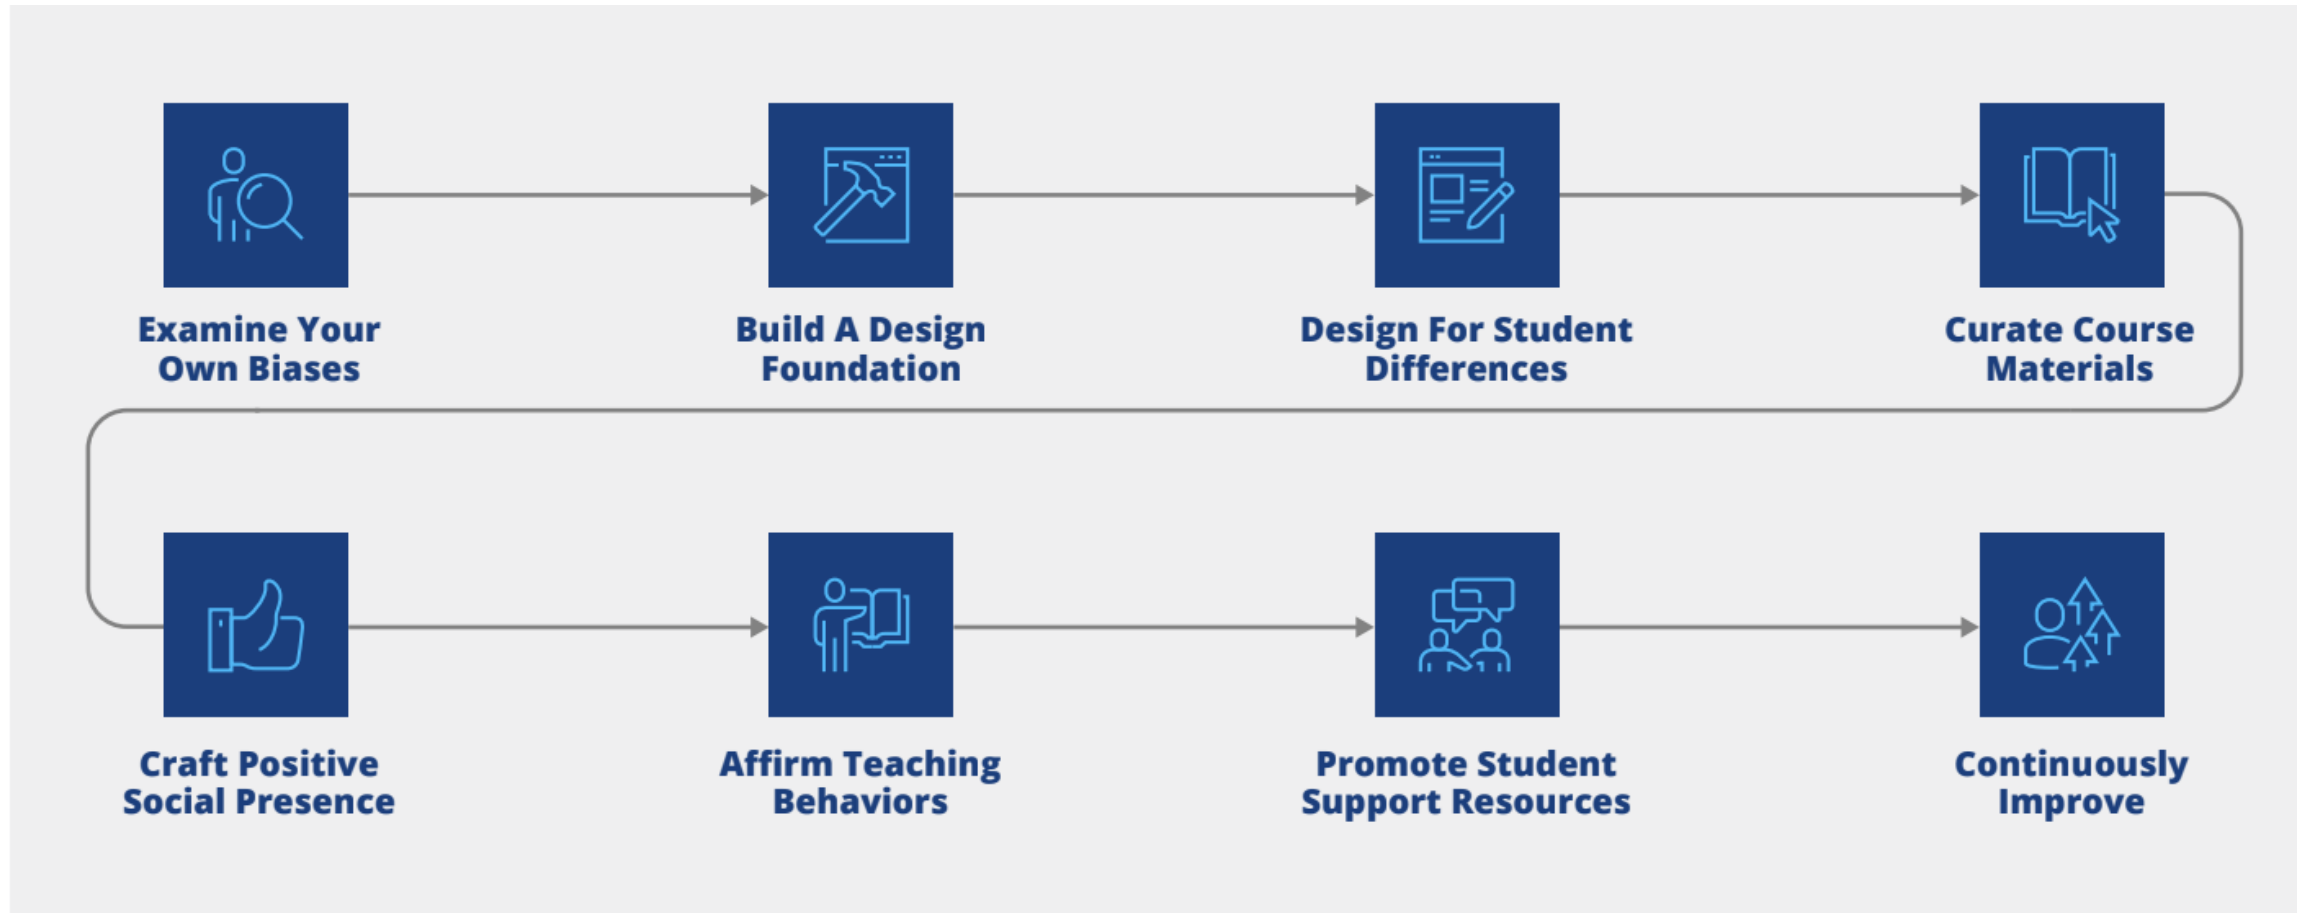 Examine Your
Own Biases
Build A Design
Foundation
Design For Student
Differences
Curate Course
Materials
Craft Positive
Social Presence
Affirm Teaching
Behaviors
Promote Student
Support Resources
Continuously
Improve